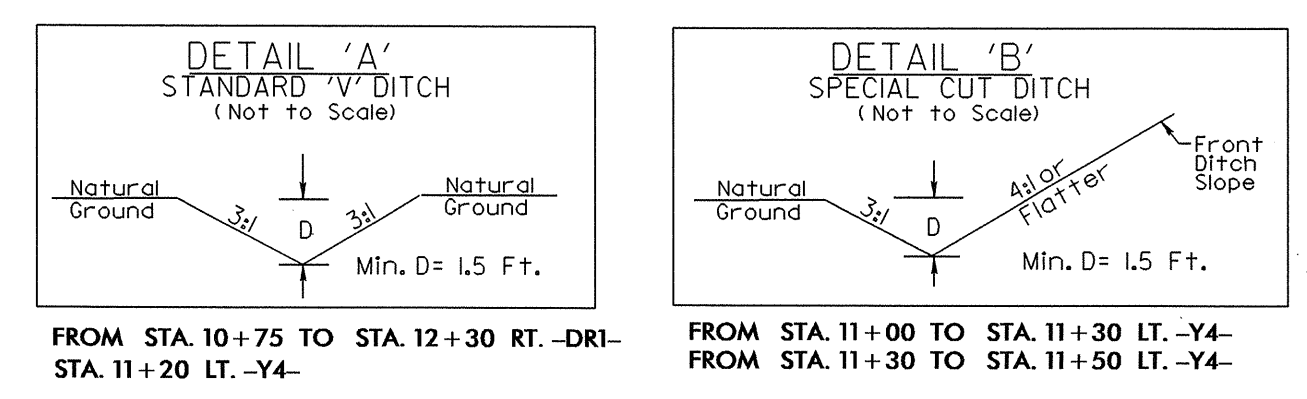 DETAIL 'A'
STANDARD 'V' DITCH
(Not to Scale)
Natural
Ground
3:1
D
3:1
Natural
Ground
Min. D= 1.5 Ft.
FROM STA. 10+75 TO STA. 12+30 RT. -DR1-
STA. 11+20 LT. -Y4-
DETAIL 'B'
SPECIAL CUT DITCH
(Not to Scale)
Natural
Ground
3:1
D
4:1 or
Flatter
Front
Ditch
Slope
Min. D= 1.5 Ft.
FROM STA. 11+00 TO STA. 11+30 LT. -Y4-
FROM STA. 11+30 TO STA. 11+50 LT. -Y4-